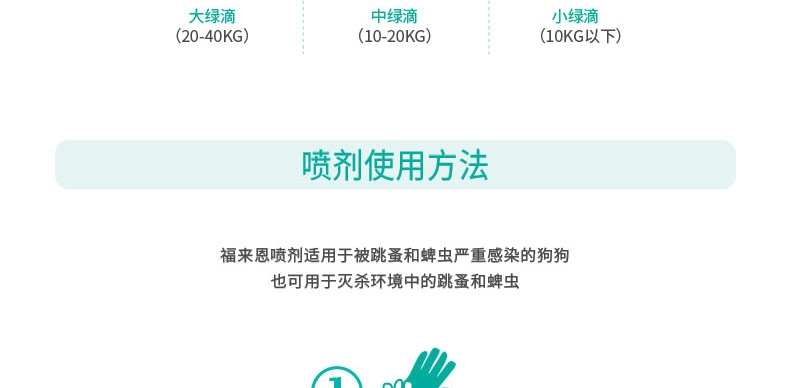 大绿滴 中绿滴 小绿滴
（20-40KG） （10-20KG） （10KG以下）
喷剂使用方法
福来恩喷剂适用于被跳蚤和蜱虫严重感染的狗狗
也可用于灭杀环境中的跳蚤和蜱虫
1